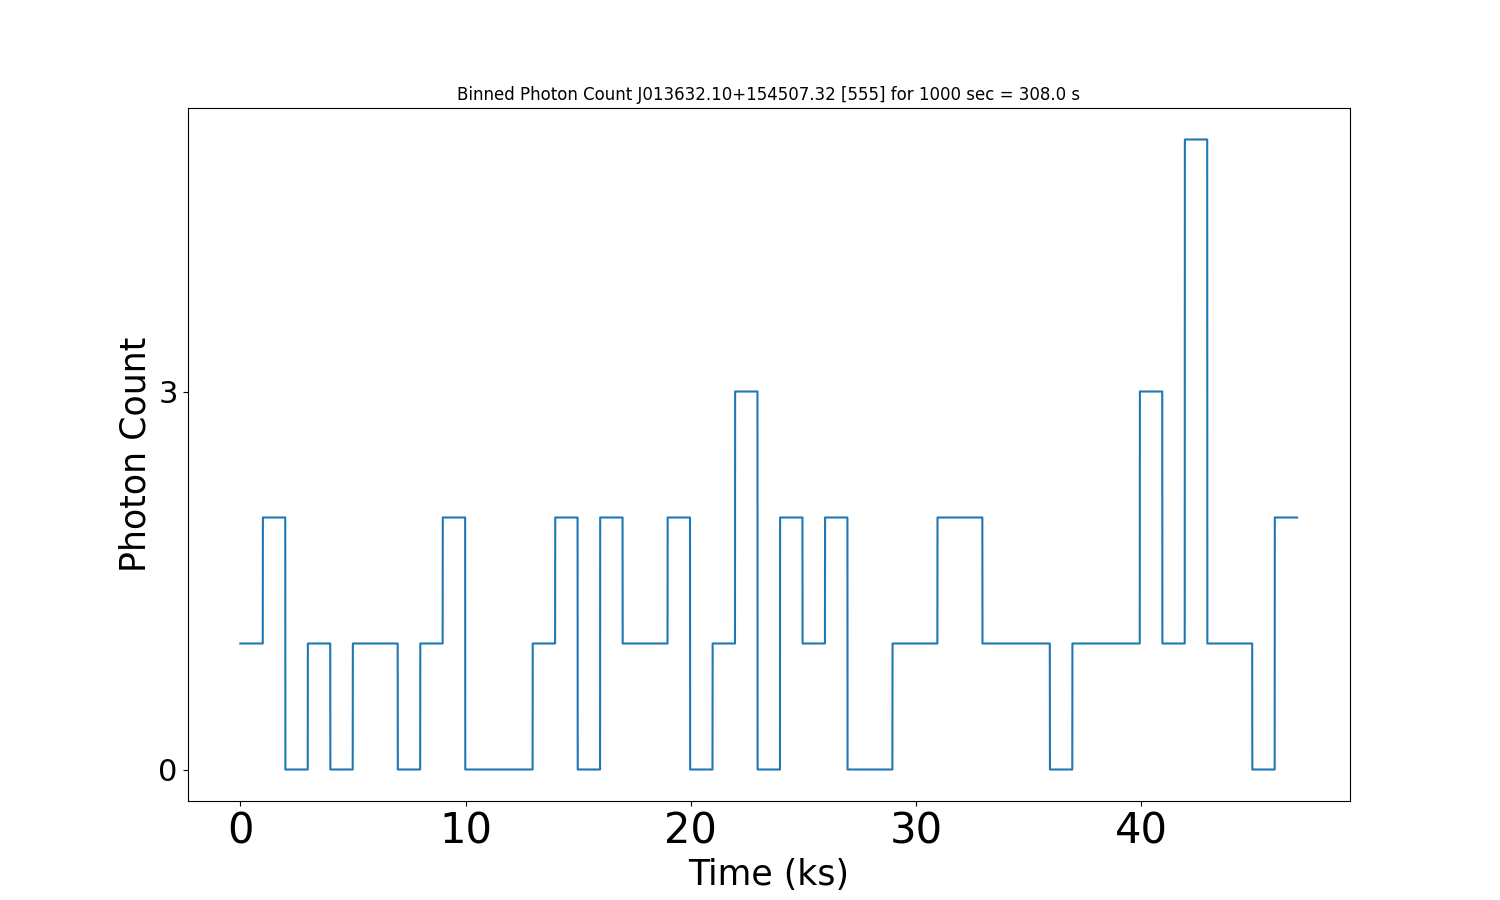 Binned Photon Count J013632.10+154507.32 [555] for 1000 sec = 308.0 s
Photon Count
3
0
0 10 20 30 40
Time (ks)